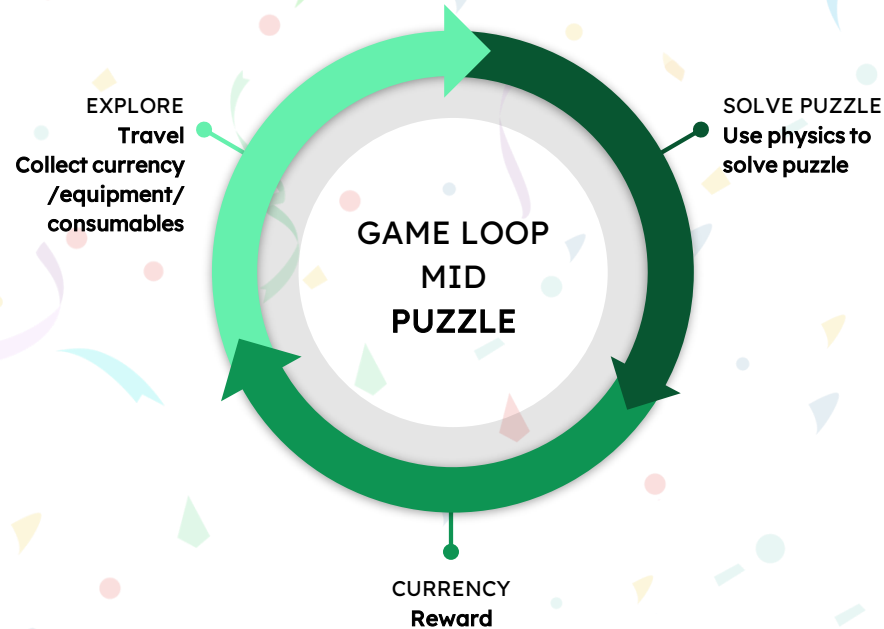 EXPLORE
Travel
Collect currency
/equipment/
consumables
SOLVE PUZZLE
Use physics to
solve puzzle
GAME LOOP
MID
PUZZLE
CURRENCY
Reward